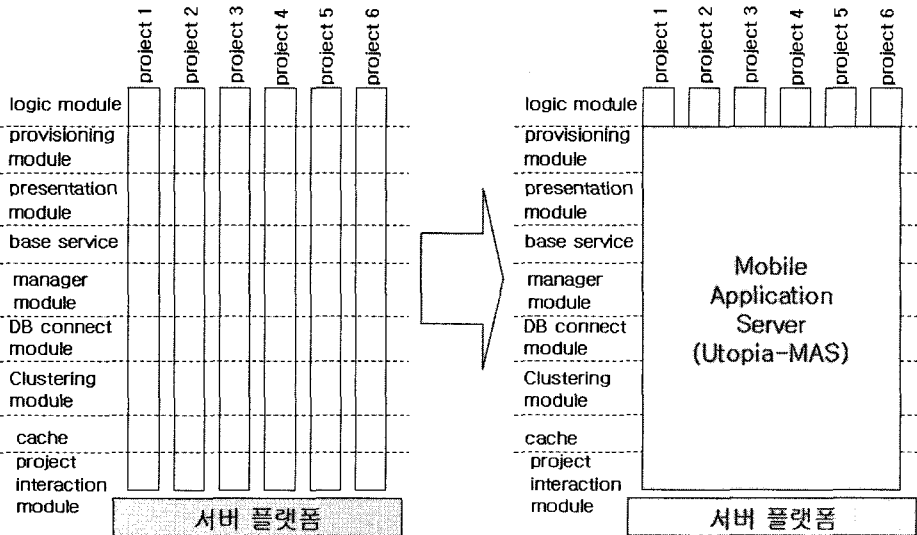 project 1
project 2
project 3
project 4
project 5
project 6
logic module
provisioning
module
presentation
module
base service
manager
module
DB connect
module
Clustering
module
cache
project
interaction
module
서버 플랫폼
project 1
project 2
project 3
project 4
project 5
project 6
logic module
provisioning
module
presentation
module
base service
manager
module
DB connect
module
Clustering
module
cache
project
interaction
module
Mobile
Application
Server
(Utopia-MAS)
서버 플랫폼